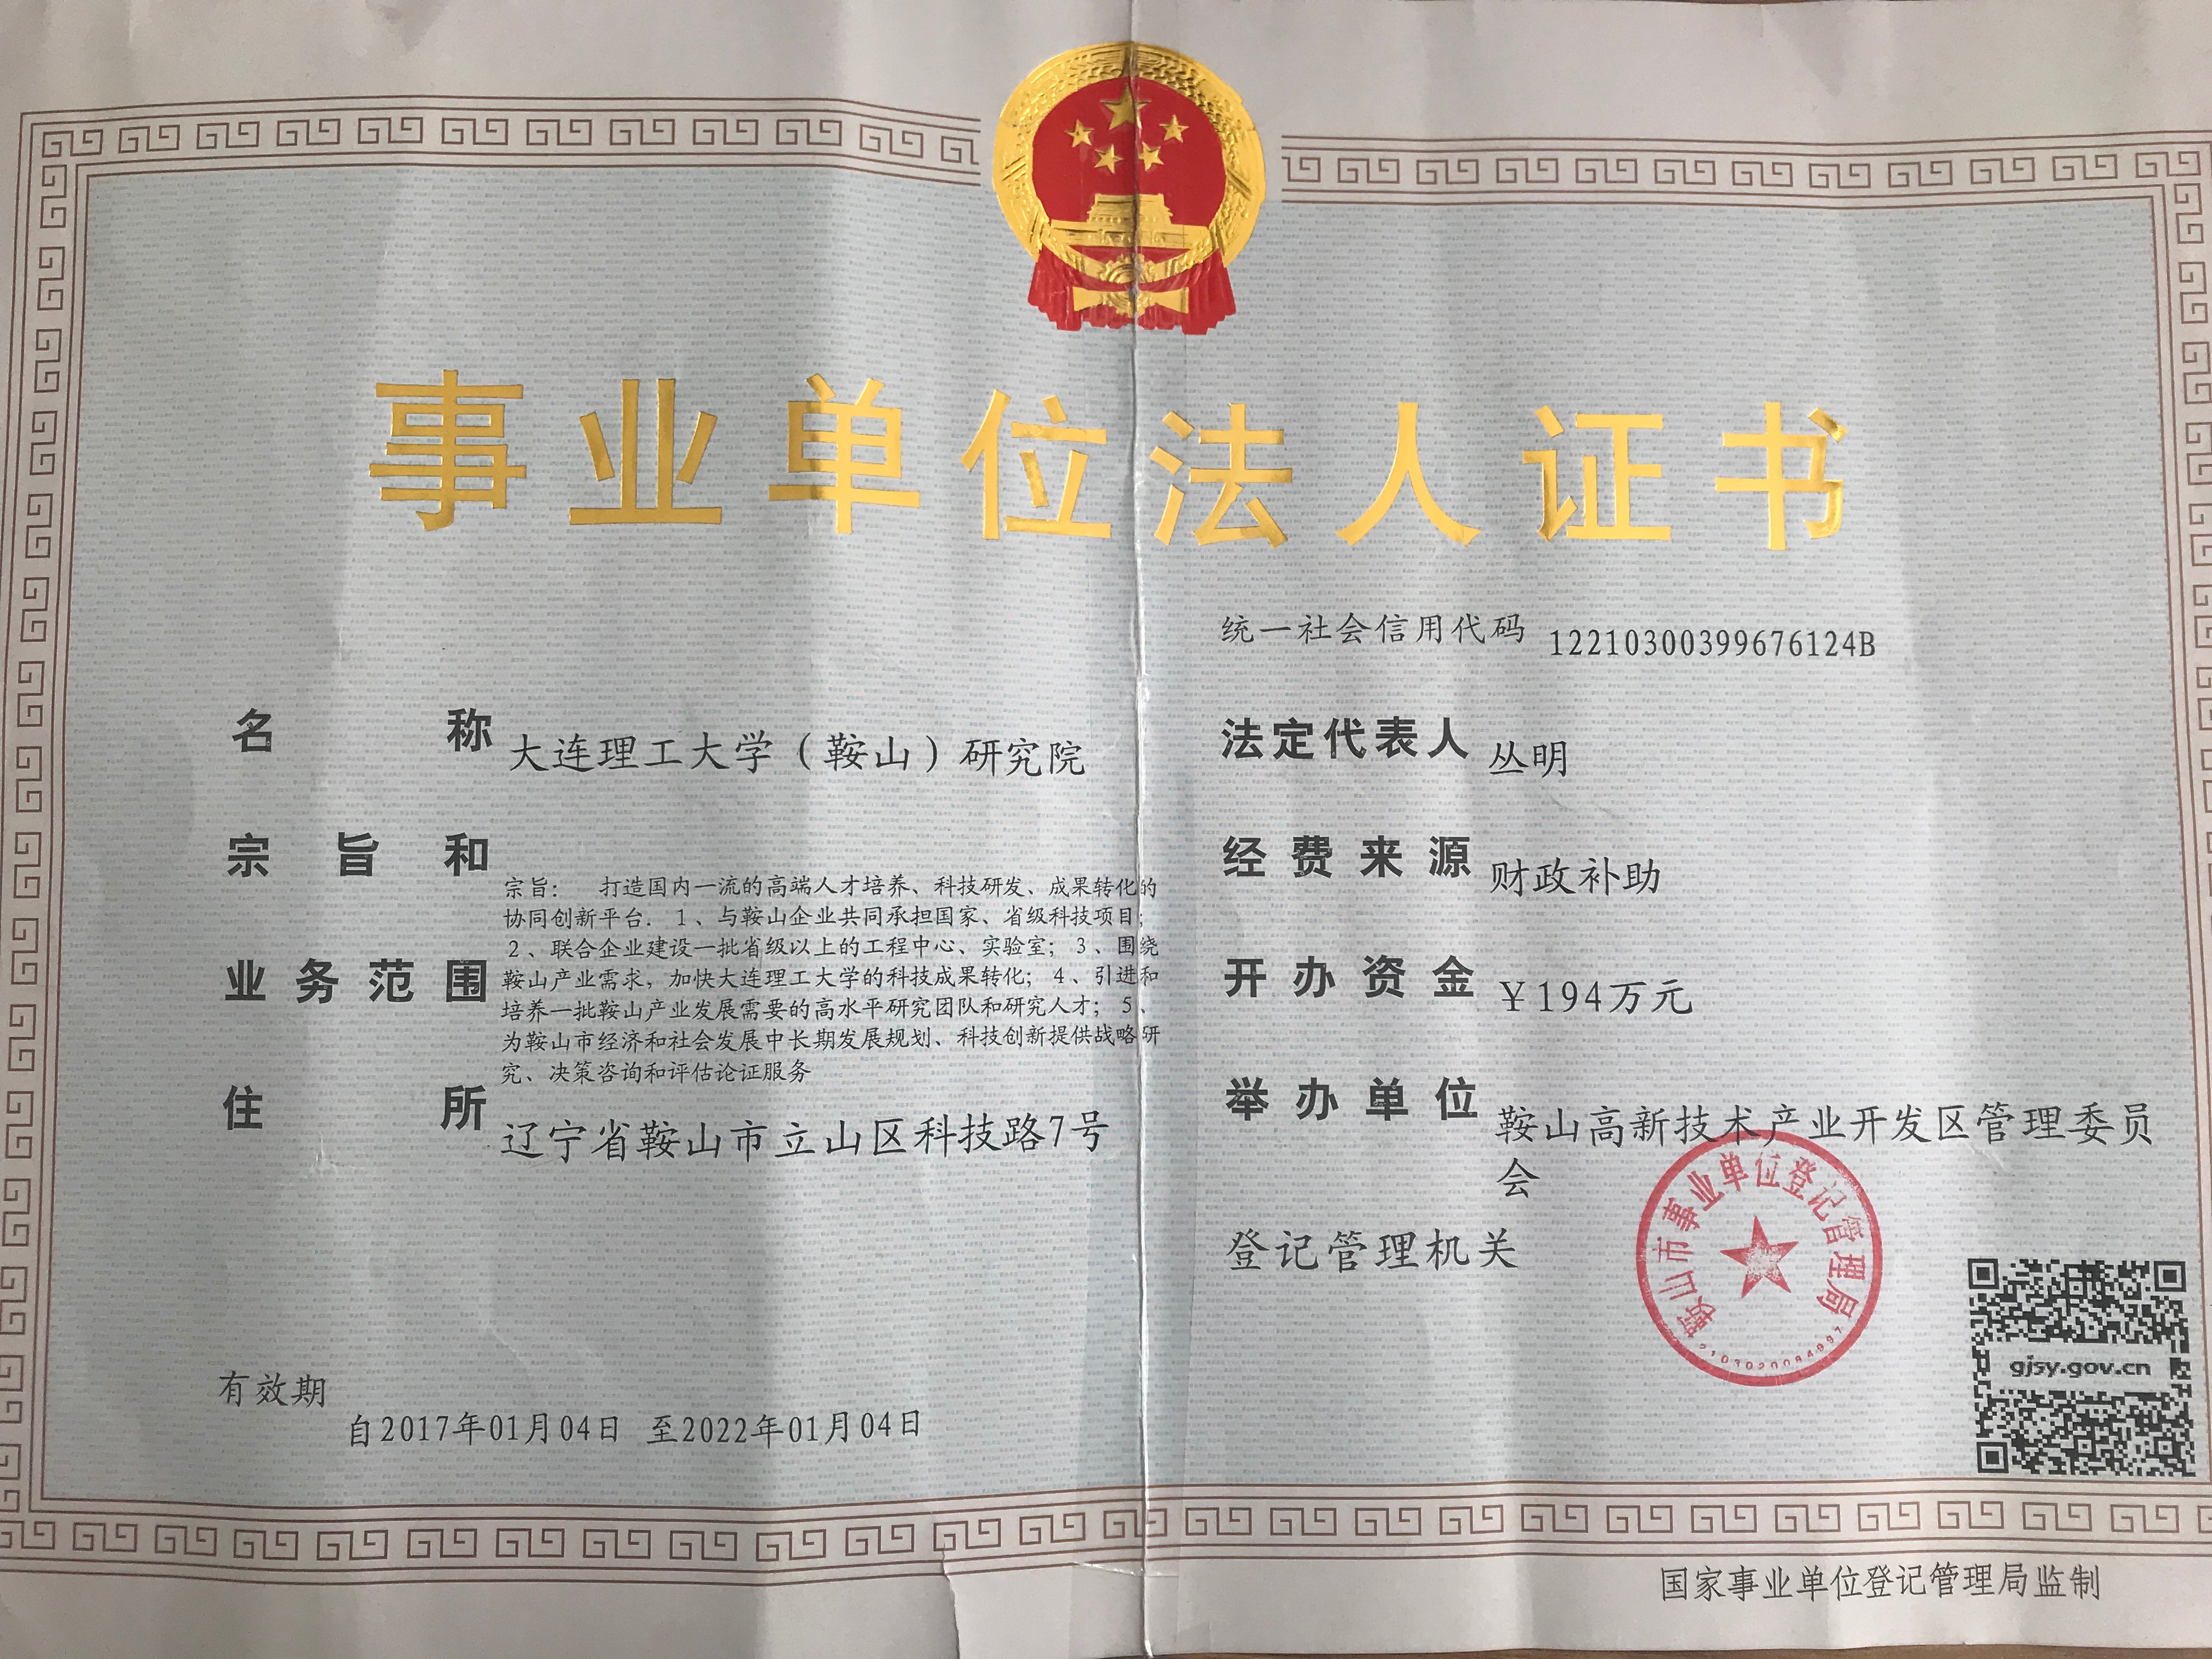 事业单位法人证书
统一社会信用代码 12210300399676124B
名称 大连理工大学（鞍山）研究院
宗旨和
业务范围
宗旨： 打造国内一流的高端人才培养、科技研发、成果转化的
协同创新平台. 1、与鞍山企业共同承担国家、省级科技项目；
2、联合企业建设一批省级以上的工程中心、实验室；3、围绕
鞍山产业需求，加快大连理工大学的科技成果转化；4、引进和
培养一批鞍山产业发展需要的高水平研究团队和研究人才；5、
为鞍山市经济和社会发展中长期发展规划、科技创新提供战略研
究、决策咨询和评估论证服务
住所 辽宁省鞍山市立山区科技路7号
法定代表人 丛明
经费来源 财政补助
开办资金 ￥194万元
举办单位 鞍山高新技术产业开发区管理委员
会
登记管理机关
鞍山市事业单位登记管理局
2103020084997
有效期
自2017年01月04日 至2022年01月04日
gjsy.gov.cn
国家事业单位登记管理局监制